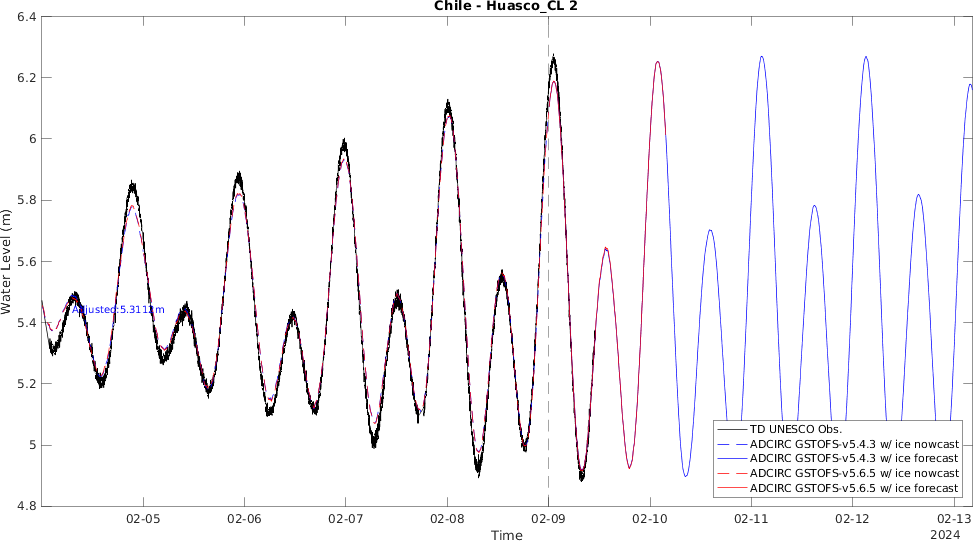 Chile - Huasco_CL 2
6.4
6.2
6
5.8
5.6
5.4
5.2
5
4.8
Water Level (m)
Adjusted:5.3112m
TD UNESCO Obs.
ADCIRC GSTOFS-v5.4.3 w/ ice nowcast
ADCIRC GSTOFS-v5.4.3 w/ ice forecast
ADCIRC GSTOFS-v5.6.5 w/ ice nowcast
ADCIRC GSTOFS-v5.6.5 w/ ice forecast
02-05 02-06 02-07 02-08 02-09 02-10 02-11 02-12 02-13
Time
2024